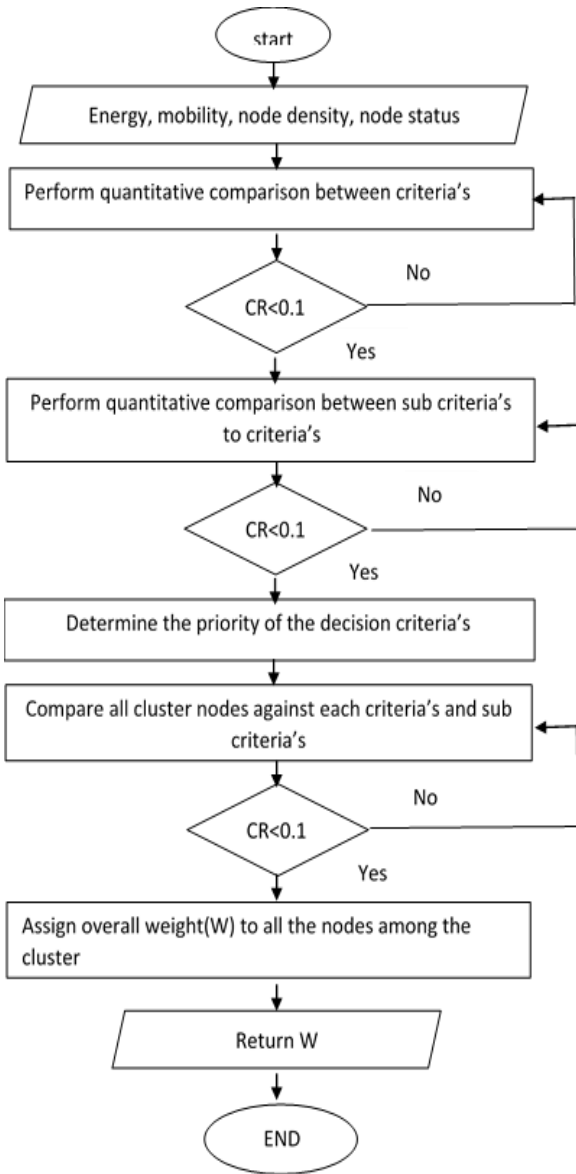 start
Energy, mobility, node density, node status
Perform quantitative comparison between criteria's
No
CR<0.1
Yes
Perform quantitative comparison between sub criteria's
to criteria's
No
CR<0.1
Yes
Determine the priority of the decision criteria's
Compare all cluster nodes against each criteria's and sub
criteria's
No
CR<0.1
Yes
Assign overall weight(W) to all the nodes among the
cluster
Return W
END